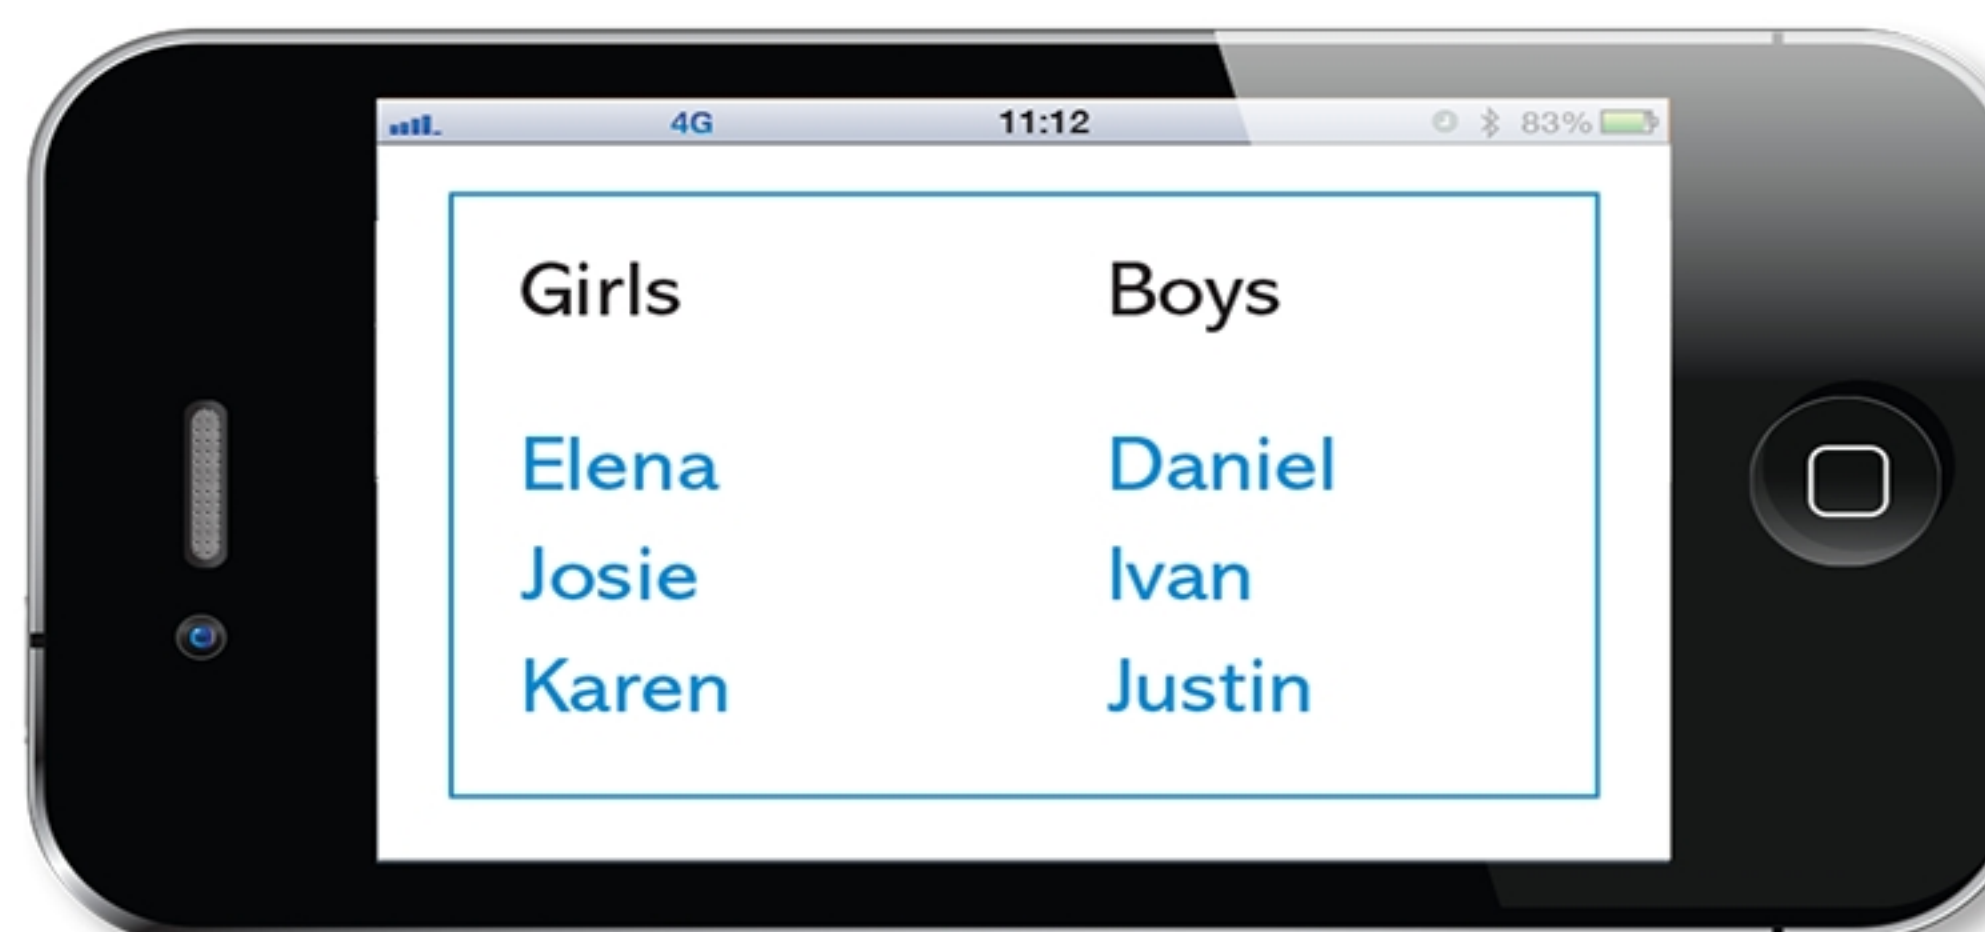 4G 11:12 83%
Girls Boys
Elena Daniel
Josie Ivan
Karen Justin